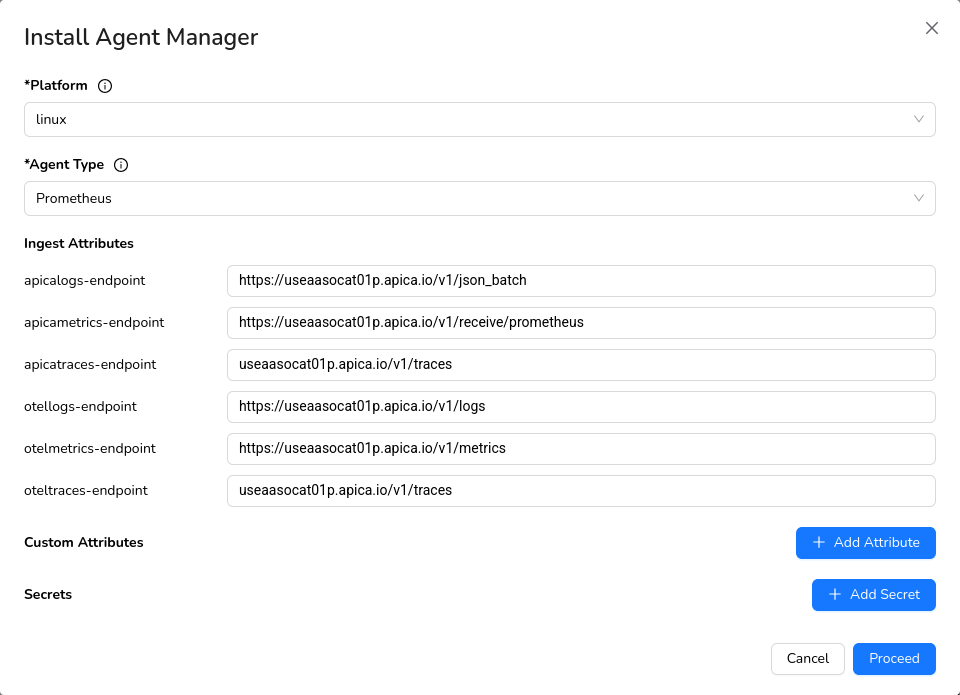 Install Agent Manager
*Platform
linux
*Agent Type
Prometheus
Ingest Attributes
apicalogs-endpoint https://useaasocat01p.apica.io/v1/json_batch
apicametrics-endpoint https://useaasocat01p.apica.io/v1/receive/prometheus
apicatraces-endpoint useaasocat01p.apica.io/v1/traces
otellogs-endpoint https://useaasocat01p.apica.io/v1/logs
otelmetrics-endpoint https://useaasocat01p.apica.io/v1/metrics
oteltraces-endpoint useaasocat01p.apica.io/v1/traces
Custom Attributes + Add Attribute
Secrets + Add Secret
Cancel Proceed